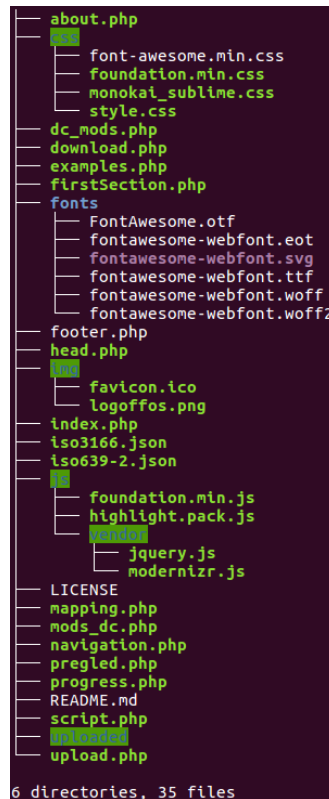 about.php
css
font-awesome.min.css
foundation.min.css
monokai_sublime.css
style.css
dc_mods.php
download.php
examples.php
firstSection.php
fonts
FontAwesome.otf
fontawesome-webfont.eot
fontawesome-webfont.svg
fontawesome-webfont.ttf
fontawesome-webfont.woff
fontawesome-webfont.woff2
footer.php
head.php
img
favicon.ico
logoffos.png
index.php
iso3166.json
iso639-2.json
js
foundation.min.js
highlight.pack.js
vendor
jquery.js
modernizr.js
LICENSE
mapping.php
mods_dc.php
navigation.php
pregled.php
progress.php
README.md
script.php
uploaded
upload.php
6 directories, 35 files